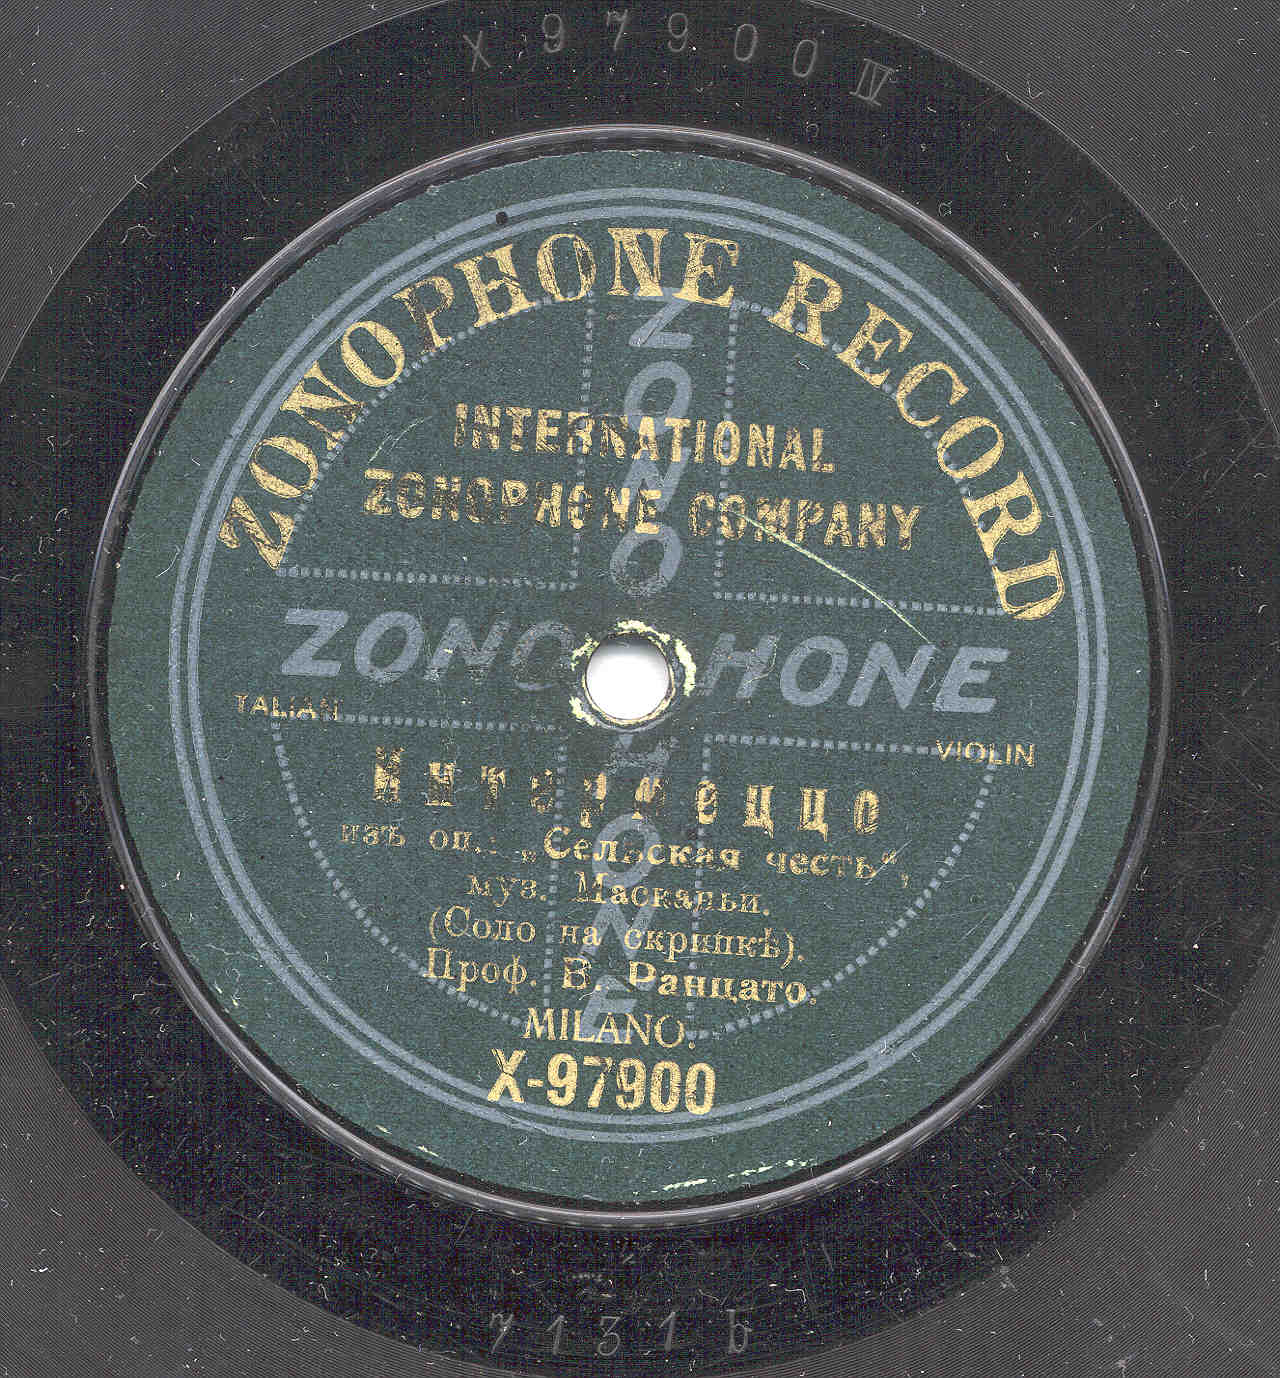 X 97900 IV
ZONOPHONE RECORD
ZONOPHONE
INTERNATIONAL
ZONOPHONE COMPANY
ZONOPHONE
TALIAN
VIOLIN
Интермеццо
изъ оп.: „Сельская честь“,
муз. Масканьи.
(Соло на скрипкѣ).
Проф. В. Ранцато.
MILANO.
X-97900
7131 b